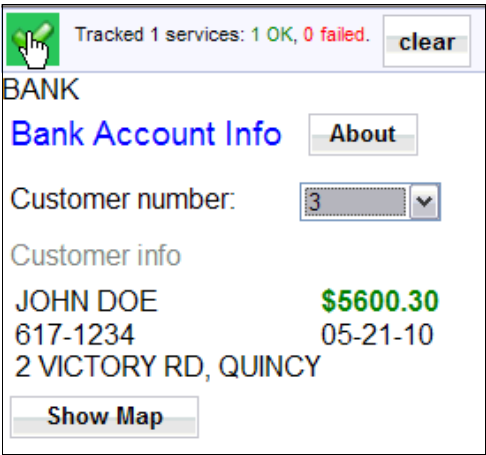 Tracked 1 services: 1 OK, 0 failed. clear
BANK
Bank Account Info About
Customer number: 3
Customer info
JOHN DOE $5600.30
617-1234 05-21-10
2 VICTORY RD, QUINCY
Show Map